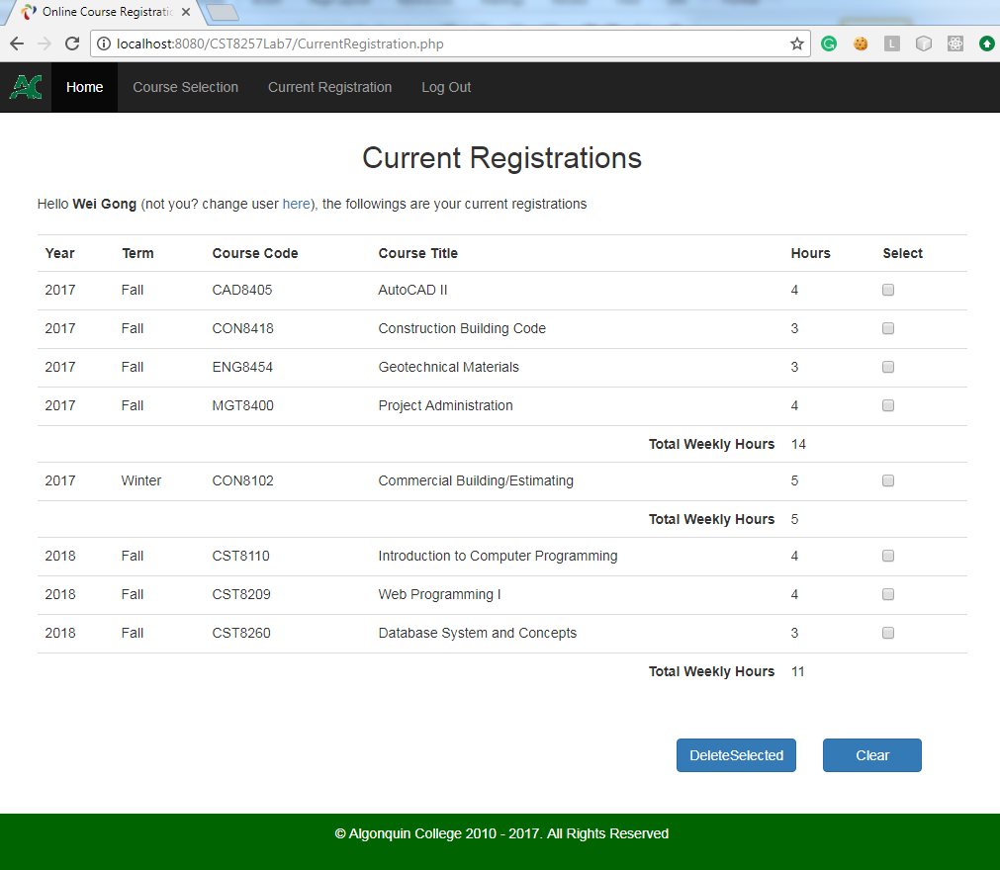 Online Course Registratic
localhost:8080/CST8257Lab7/CurrentRegistration.php
L
AC Home Course Selection Current Registration Log Out
Current Registrations
Hello Wei Gong (not you? change user here), the followings are your current registrations
Year Term Course Code Course Title Hours Select
2017 Fall CAD8405 AutoCAD II 4
2017 Fall CON8418 Construction Building Code 3
2017 Fall ENG8454 Geotechnical Materials 3
2017 Fall MGT8400 Project Administration 4
Total Weekly Hours 14
2017 Winter CON8102 Commercial Building/Estimating 5
Total Weekly Hours 5
2018 Fall CST8110 Introduction to Computer Programming 4
2018 Fall CST8209 Web Programming I 4
2018 Fall CST8260 Database System and Concepts 3
Total Weekly Hours 11
DeleteSelected Clear
© Algonquin College 2010 - 2017. All Rights Reserved